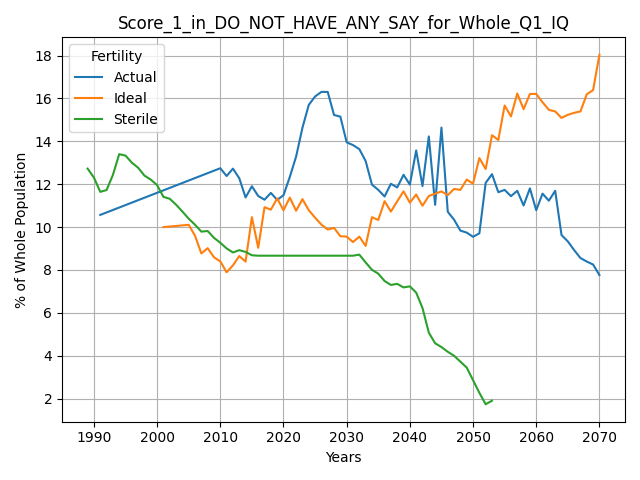 Score_1_in_DO_NOT_HAVE_ANY_SAY_for_Whole_Q1_IQ
Fertility
Actual
Ideal
Sterile
% of Whole Population
18
16
14
12
10
8
6
4
2
1990 2000 2010 2020 2030 2040 2050 2060 2070
Years